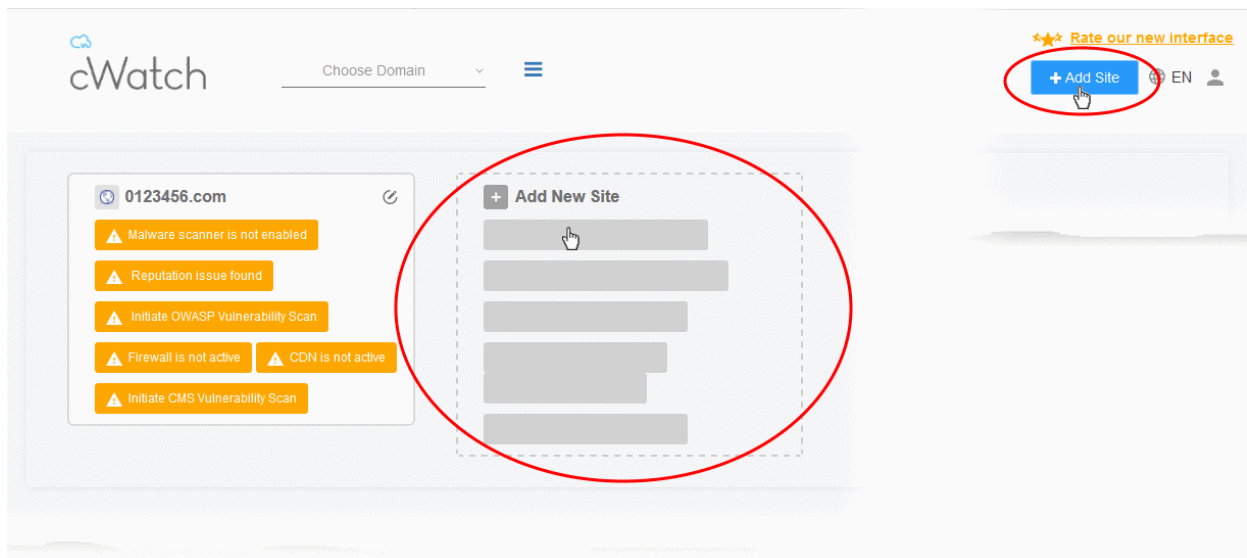 Rate our new interface
cWatch
Choose Domain
+ Add Site
EN
0123456.com
Malware scanner is not enabled
Reputation issue found
Initiate OWASP Vulnerability Scan
Firewall is not active
CDN is not active
Initiate CMS Vulnerability Scan
+ Add New Site